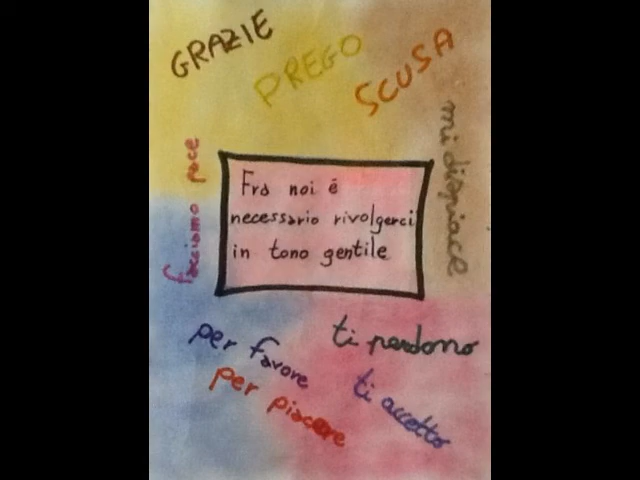 GRAZIE
PREGO
SCUSA
mi dispiace
facciamo pace
Fra noi é
necessario rivolgerci
in tono gentile
per favore
ti perdono
per piacere
ti accetto